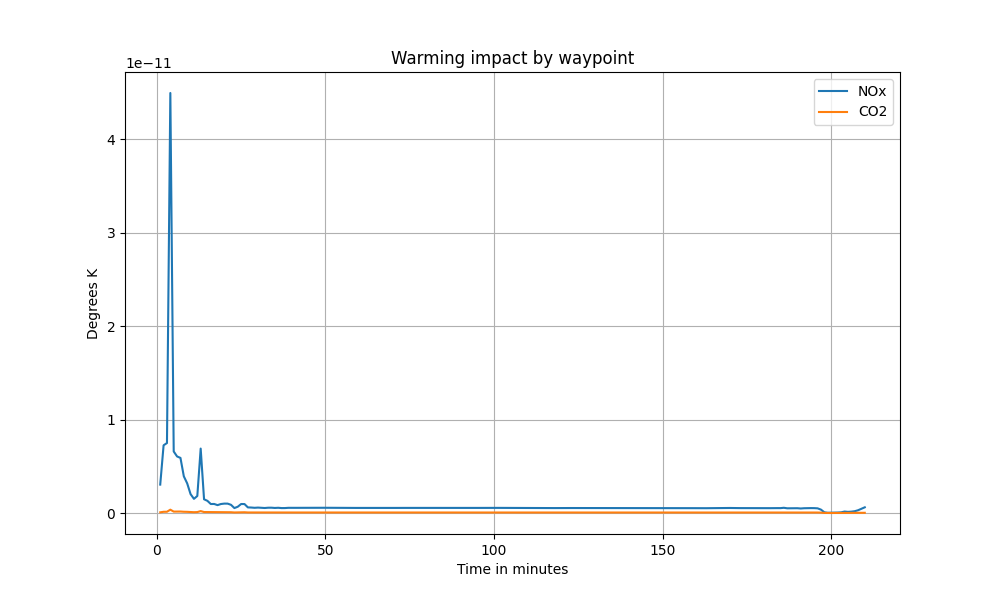 Warming impact by waypoint
1e−11
NOx
CO2
4
3
2
1
0
Degrees K
0 50 100 150 200
Time in minutes